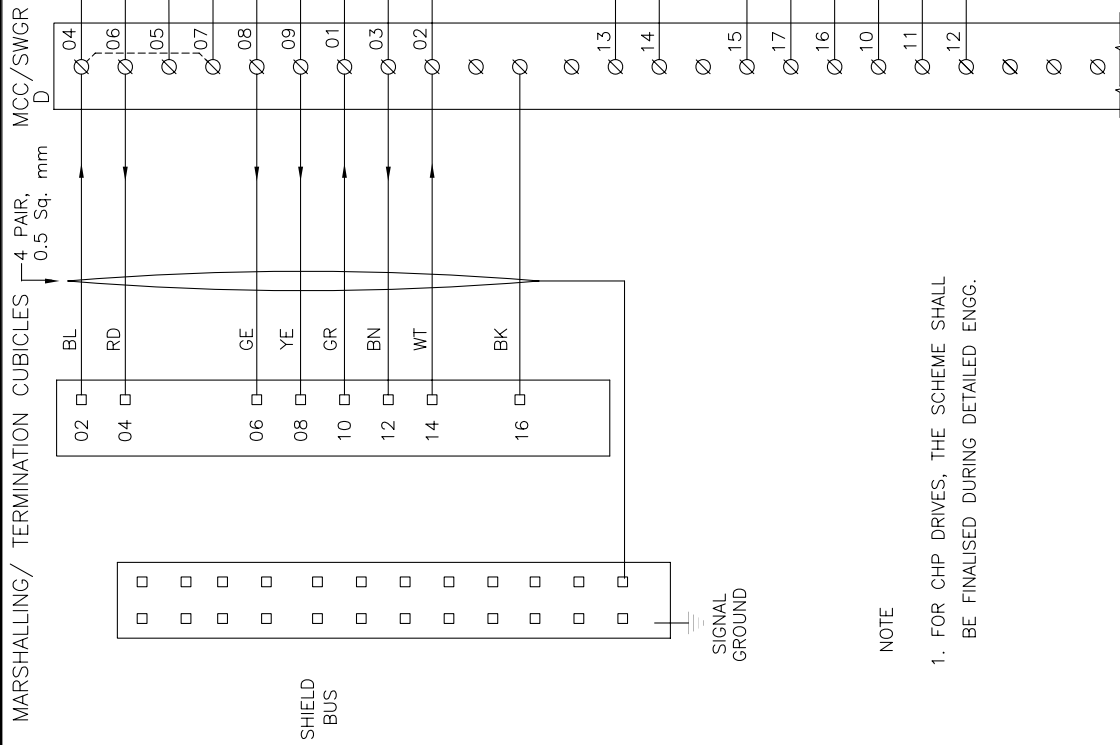 MARSHALLING/ TERMINATION CUBICLES
4 PAIR,
0.5 Sq. mm
MCC/SWGR
D
BL
RD
GE
YE
GR
BN
WT
BK
02
04
06
08
10
12
14
16
04
06
05
07
08
09
01
03
02
13
14
15
17
16
10
11
12
SHIELD
BUS
SIGNAL
GROUND
NOTE
1. FOR CHP DRIVES, THE SCHEME SHALL
BE FINALISED DURING DETAILED ENGG.